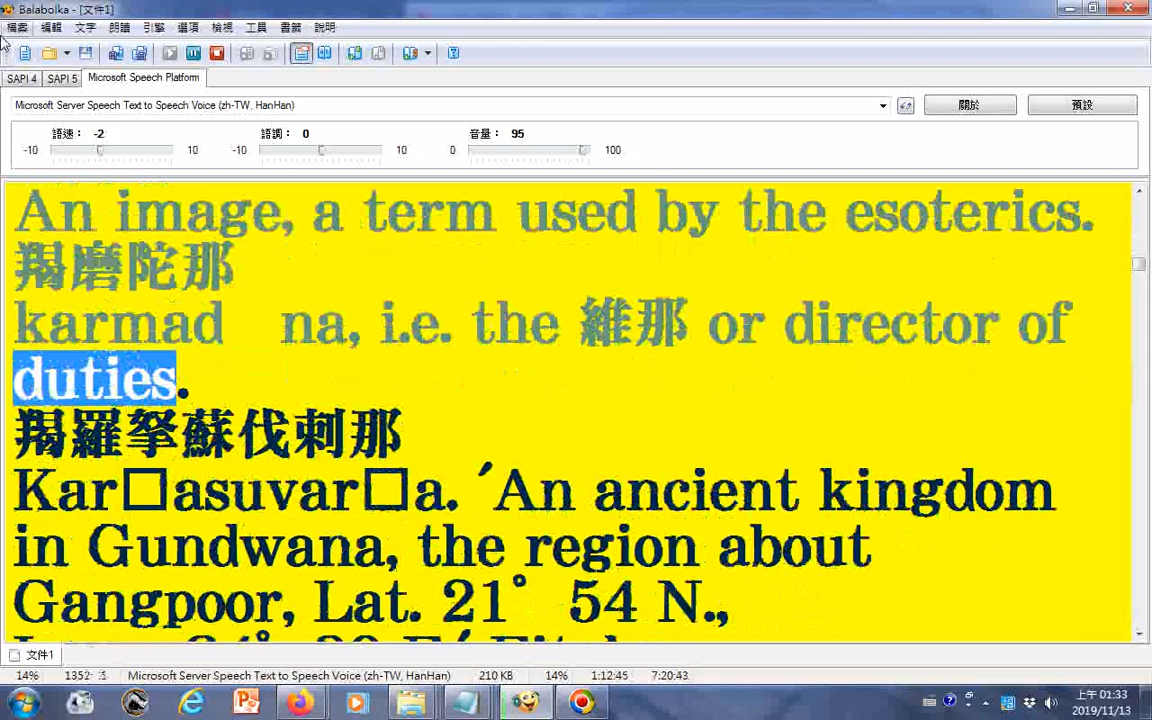 Balabolka - [文件1]
檔案 編輯 文字 朗讀 引擎 選項 檢視 工具 書籤 說明
SAPI 4 SAPI 5 Microsoft Speech Platform
Microsoft Server Speech Text to Speech Voice (zh-TW, HanHan) 關於 預設
語速： -2 語調： 0 音量： 95
-10 10 -10 10 0 100
An image, a term used by the esoterics.
羯磨陀那
karmad na, i.e. the 維那 or director of
duties.
羯羅拏蘇伐剌那
Kar□asuvar□a. ´An ancient kingdom
in Gundwana, the region about
Gangpoor, Lat. 21° 54 N.,
文件1
14% 1352 Microsoft Server Speech Text to Speech Voice (zh-TW, HanHan) 210 KB 14% 1:12:45 7:20:43
上午 01:33
2019/11/13